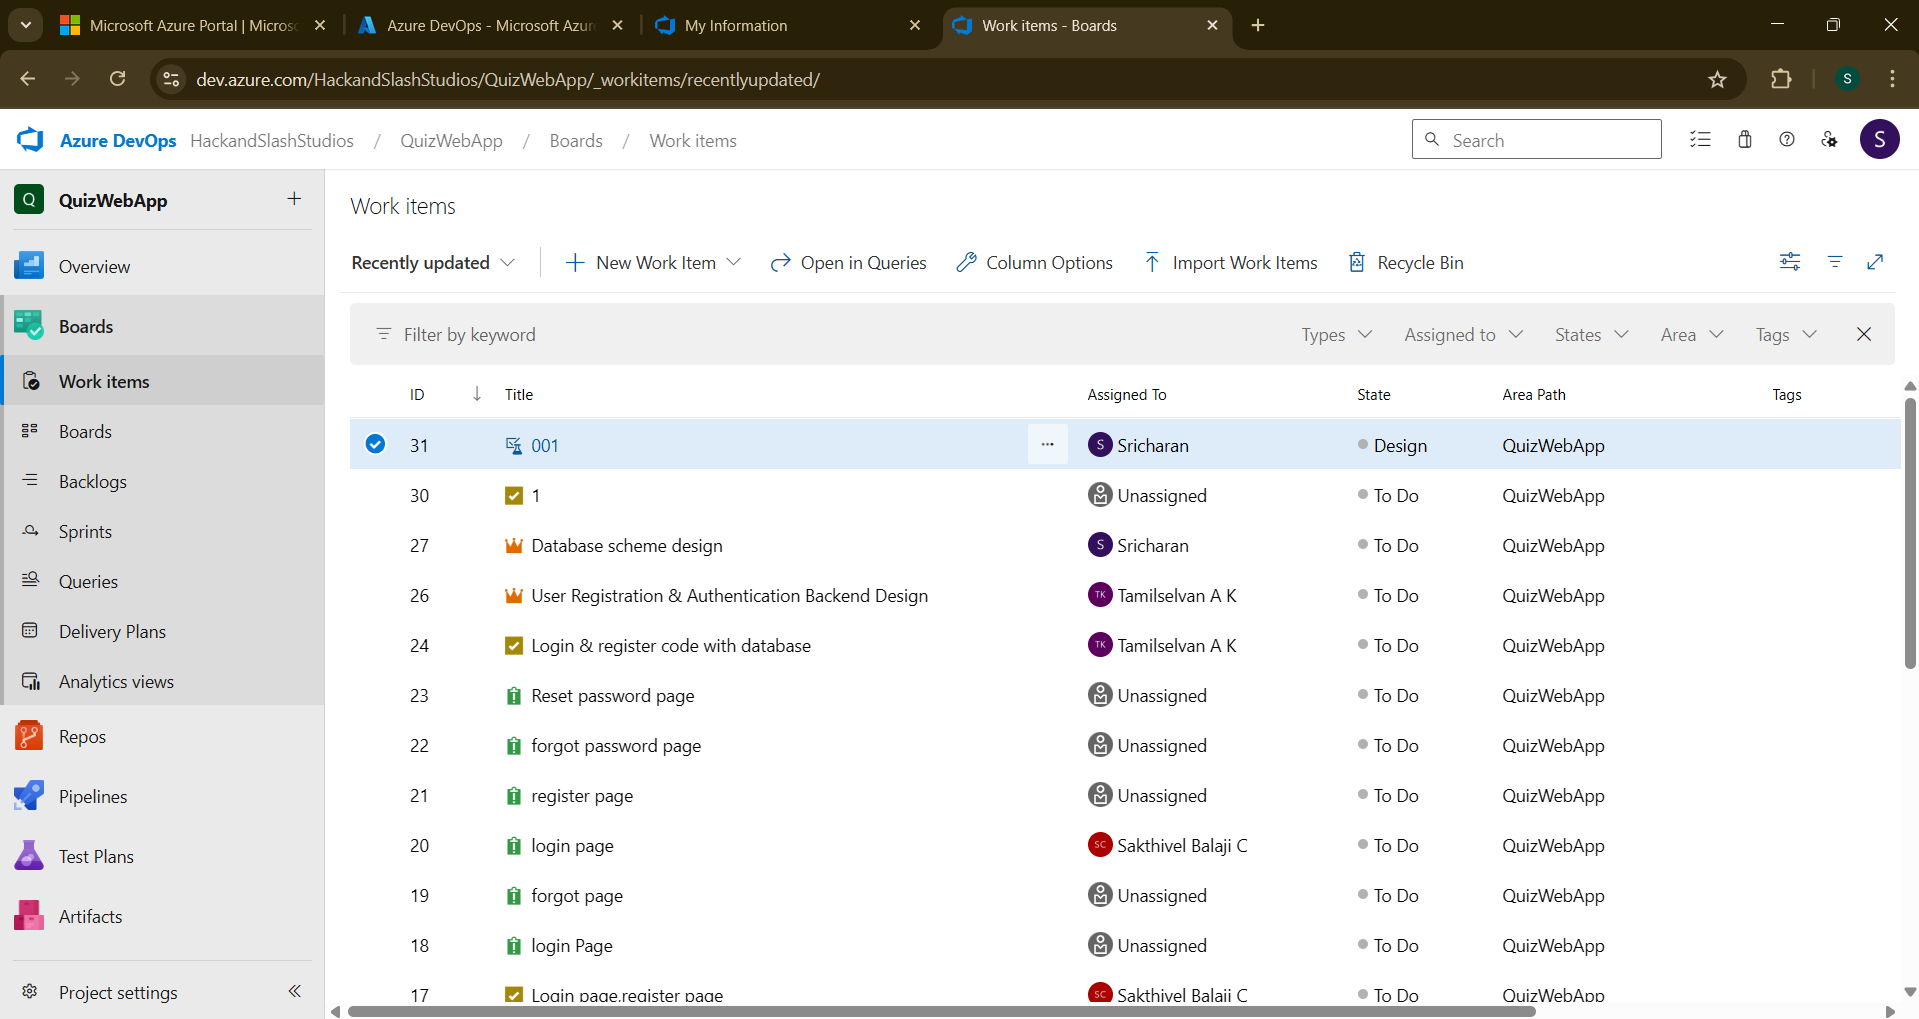 Microsoft Azure Portal | Micros
Azure DevOps - Microsoft Azur
My Information
Work items - Boards
dev.azure.com/HackandSlashStudios/QuizWebApp/_workitems/recentlyupdated/
S
Azure DevOps HackandSlashStudios / QuizWebApp / Boards / Work items
Search
S
Q QuizWebApp
Overview
Boards
Work items
Boards
Backlogs
Sprints
Queries
Delivery Plans
Analytics views
Repos
Pipelines
Test Plans
Artifacts
Project settings
Work items
Recently updated New Work Item Open in Queries Column Options Import Work Items Recycle Bin
Filter by keyword Types Assigned to States Area Tags
ID Title Assigned To State Area Path Tags
31 001 S Sricharan Design QuizWebApp
30 1 Unassigned To Do QuizWebApp
27 Database scheme design S Sricharan To Do QuizWebApp
26 User Registration & Authentication Backend Design TK Tamilselvan A K To Do QuizWebApp
24 Login & register code with database TK Tamilselvan A K To Do QuizWebApp
23 Reset password page Unassigned To Do QuizWebApp
22 forgot password page Unassigned To Do QuizWebApp
21 register page Unassigned To Do QuizWebApp
20 login page SC Sakthivel Balaji C To Do QuizWebApp
19 forgot page Unassigned To Do QuizWebApp
18 login Page Unassigned To Do QuizWebApp
17 Login page,register page SC Sakthivel Balaji C To Do QuizWebApp